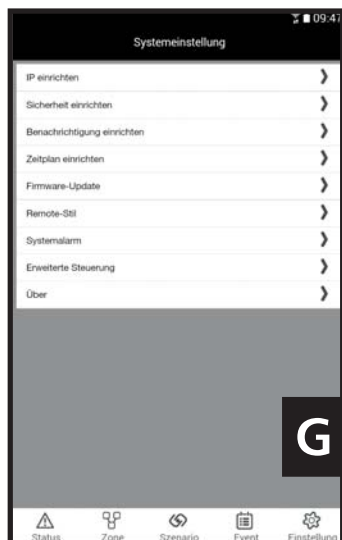 09:47
Systemeinstellung
IP einrichten
Sicherheit einrichten
Benachrichtigung einrichten
Zeitplan einrichten
Firmware-Update
Remote-Stil
Systemalarm
Erweiterte Steuerung
Über
G
Status Zone Szenario Event Einstellung